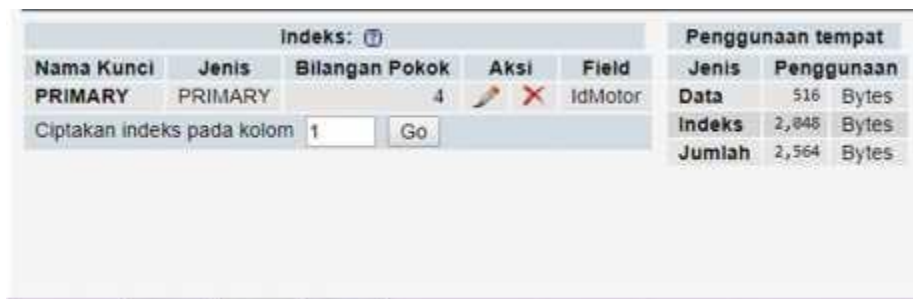 Indeks:
Nama Kunci Jenis Bilangan Pokok Aksi Field
PRIMARY PRIMARY 4 IdMotor
Ciptakan indeks pada kolom 1 Go
Penggunaan tempat
Jenis Penggunaan
Data 516 Bytes
Indeks 2,048 Bytes
Jumlah 2,564 Bytes